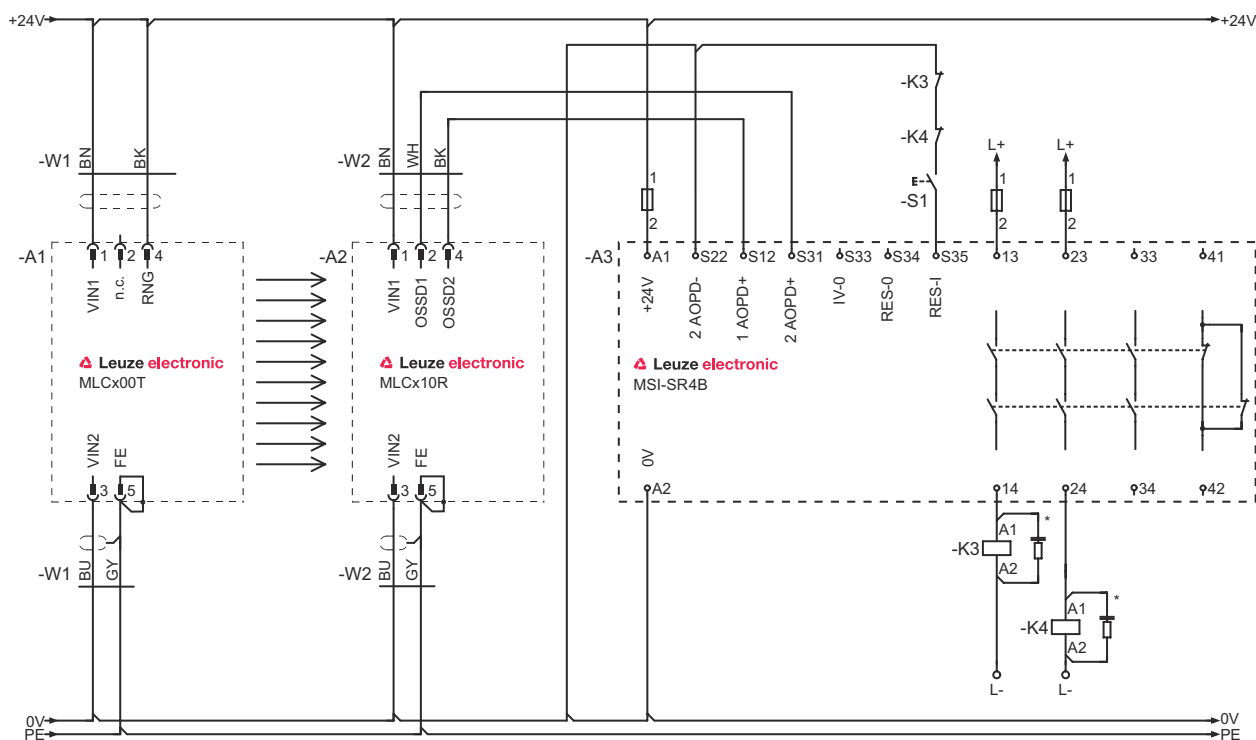 +24V +24V
-K3
-K4
-S1
L+ L+
-W1 BN BK
-W2 BN WH BK
1 1 1
2 2 2
-A1 1 2 4
-A2 1 2 4
-A3 A1 S22 S12 S31 S33 S34 S35 13 23 33 41
VIN1 n.c. RNG
VIN1 OSSD1 OSSD2
+24V 2 AOPD- 1 AOPD+ 2 AOPD+ IV-0 RES-0 RES-I
Leuze electronic
MLCx00T
Leuze electronic
MLCx10R
Leuze electronic
MSI-SR4B
VIN2 FE
VIN2 FE
0V
3 5
3 5
A2 14 24 34 42
-K3 A1 *
A2
-W1 BU GY
-W2 BU GY
-K4 A1 *
A2
L- L-
0V 0V
PE PE